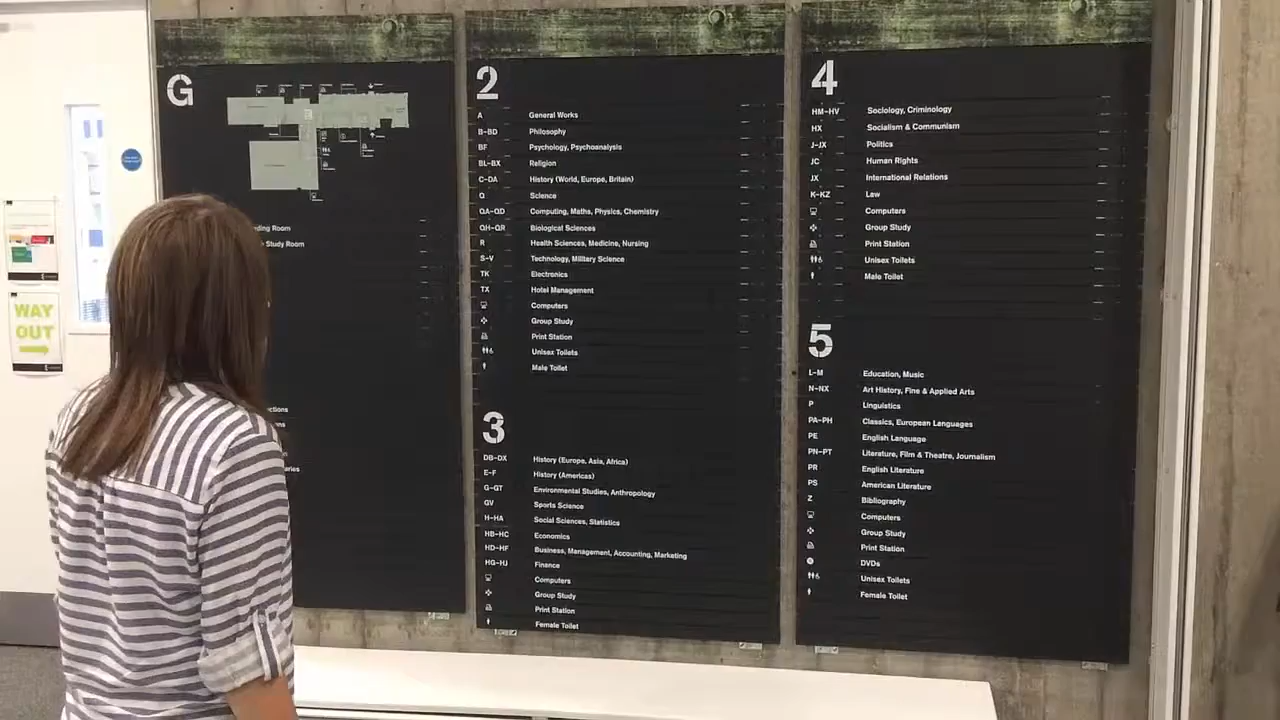 WAY
OUT
G
Study Room
2
A General Works
B-BD Philosophy
BF Psychology, Psychoanalysis
BL-BX Religion
C-DA History (World, Europe, Britain)
Q Science
QA-QD Computing, Maths, Physics, Chemistry
QH-QR Biological Sciences
R Health Sciences, Medicine, Nursing
S-V Technology, Military Science
TK Electronics
TX Hotel Management
Computers
Group Study
Print Station
Unisex Toilets
Male Toilet
3
DB-DX History (Europe, Asia, Africa)
E-F History (Americas)
G-GT Environmental Studies, Anthropology
GV Sports Science
H-HA Social Sciences, Statistics
HB-HC Economics
HD-HF Business, Management, Accounting, Marketing
HG-HJ Finance
Computers
Group Study
Print Station
Female Toilet
4
HM-HV Sociology, Criminology
HX Socialism & Communism
J-JX Politics
JC Human Rights
JX International Relations
K-KZ Law
Computers
Group Study
Print Station
Unisex Toilets
Male Toilet
5
L-M Education, Music
N-NX Art History, Fine & Applied Arts
P Linguistics
PA-PH Classics, European Languages
PE English Language
PN-PT Literature, Film & Theatre, Journalism
PR English Literature
PS American Literature
Z Bibliography
Computers
Group Study
Print Station
DVDs
Unisex Toilets
Female Toilet